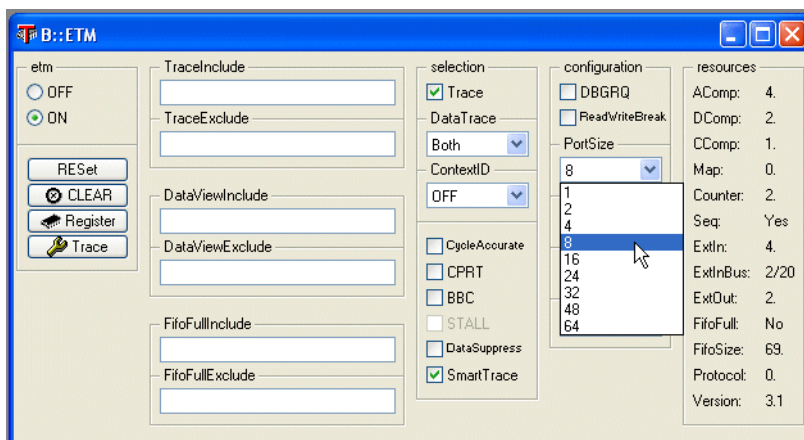 B::ETM
etm
OFF
ON
RESet
CLEAR
Register
Trace
TraceInclude
TraceExclude
DataViewInclude
DataViewExclude
FifoFullInclude
FifoFullExclude
selection
Trace
DataTrace
Both
ContextID
OFF
CycleAccurate
CPRT
BBC
STALL
DataSuppress
SmartTrace
configuration
DBGRQ
ReadWriteBreak
PortSize
8
1
2
4
8
16
24
32
48
64
resources
AComp: 4.
DComp: 2.
CComp: 1.
Map: 0.
Counter: 2.
Seq: Yes
ExtIn: 4.
ExtInBus: 2/20
ExtOut: 2.
FifoFull: No
FifoSize: 69.
Protocol: 0.
Version: 3.1